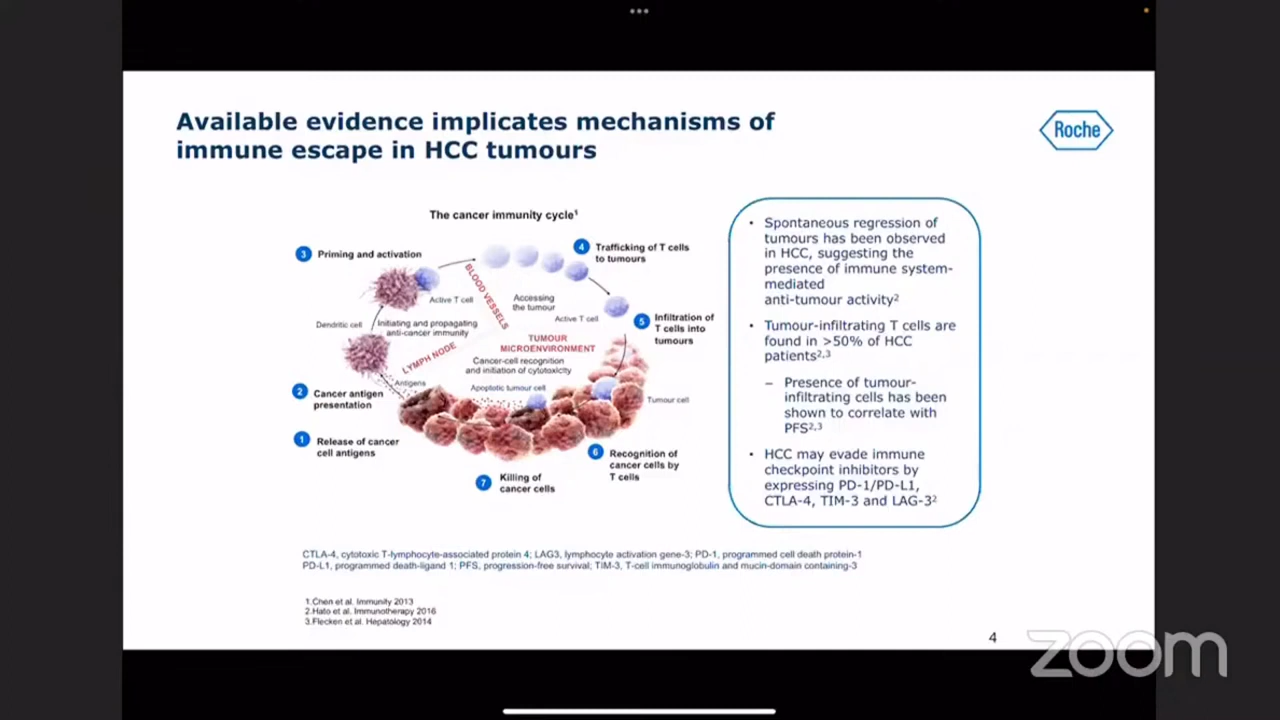 Available evidence implicates mechanisms of
immune escape in HCC tumours
Roche
The cancer immunity cycle1
3 Priming and activation
4 Trafficking of T cells
to tumours
Active T cell
Accessing
the tumour
BLOOD VESSELS
Active T cell
5 Infiltration of
T cells into
tumours
Dendritic cell
Initiating and propagating
anti-cancer immunity
LYMPH NODE
TUMOUR
MICROENVIRONMENT
Cancer-cell recognition
and initiation of cytotoxicity
Antigens
Apoptotic tumour cell
Tumour cell
2 Cancer antigen
presentation
1 Release of cancer
cell antigens
6 Recognition of
cancer cells by
T cells
7 Killing of
cancer cells
• Spontaneous regression of
tumours has been observed
in HCC, suggesting the
presence of immune system-
mediated
anti-tumour activity2
• Tumour-infiltrating T cells are
found in >50% of HCC
patients2,3
– Presence of tumour-
infiltrating cells has been
shown to correlate with
PFS2,3
• HCC may evade immune
checkpoint inhibitors by
expressing PD-1/PD-L1,
CTLA-4, TIM-3 and LAG-32
CTLA-4, cytotoxic T-lymphocyte-associated protein 4; LAG3, lymphocyte activation gene-3; PD-1, programmed cell death protein-1
PD-L1, programmed death-ligand 1; PFS, progression-free survival; TIM-3, T-cell immunoglobulin and mucin-domain containing-3
1.Chen et al. Immunity 2013
2.Hato et al. Immunotherapy 2016
3.Flecken et al. Hepatology 2014
4
zoom